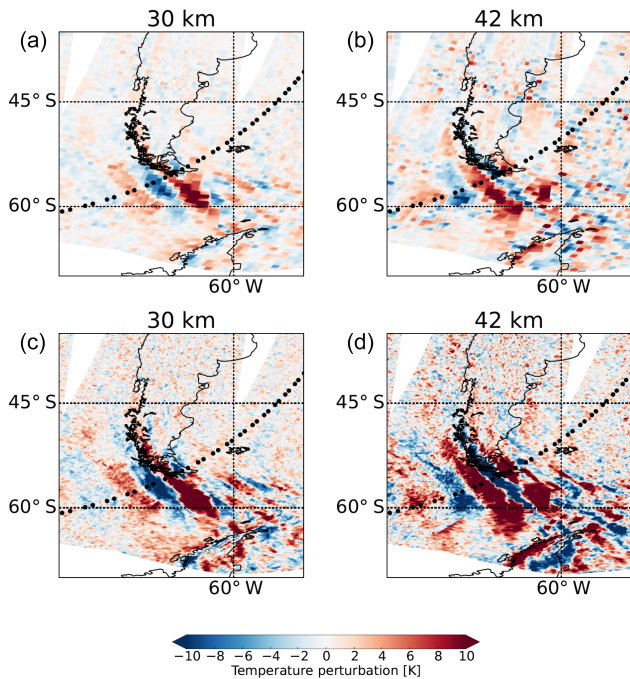 30 km
42 km
(a)
(b)
45° S
45° S
60° S
60° S
60° W
60° W
30 km
42 km
(c)
(d)
45° S
45° S
60° S
60° S
60° W
60° W
−10 −8 −6 −4 −2 0 2 4 6 8 10
Temperature perturbation [K]